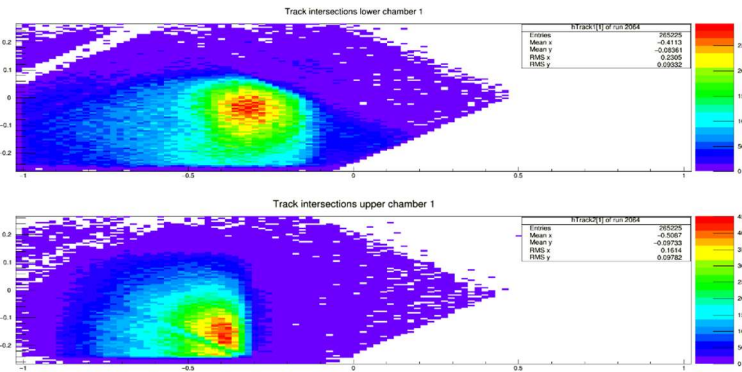 Track intersections lower chamber 1
hTrack1[1] of run 2064
Entries 265225
Mean x −0.4113
Mean y −0.08361
RMS x 0.2305
RMS y 0.09332
0.2
0.1
0
−0.1
−0.2
−1 −0.5 0 0.5 1
Track intersections upper chamber 1
hTrack2[1] of run 2064
Entries 265225
Mean x −0.5087
Mean y −0.09733
RMS x 0.1614
RMS y 0.09782
0.2
0.1
0
−0.1
−0.2
−1 −0.5 0 0.5 1